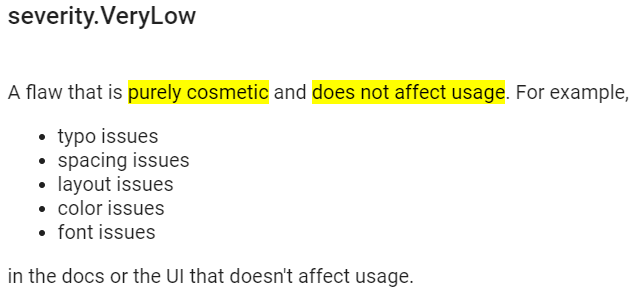 severity.VeryLow
A flaw that is purely cosmetic and does not affect usage. For example,
• typo issues
• spacing issues
• layout issues
• color issues
• font issues
in the docs or the UI that doesn't affect usage.